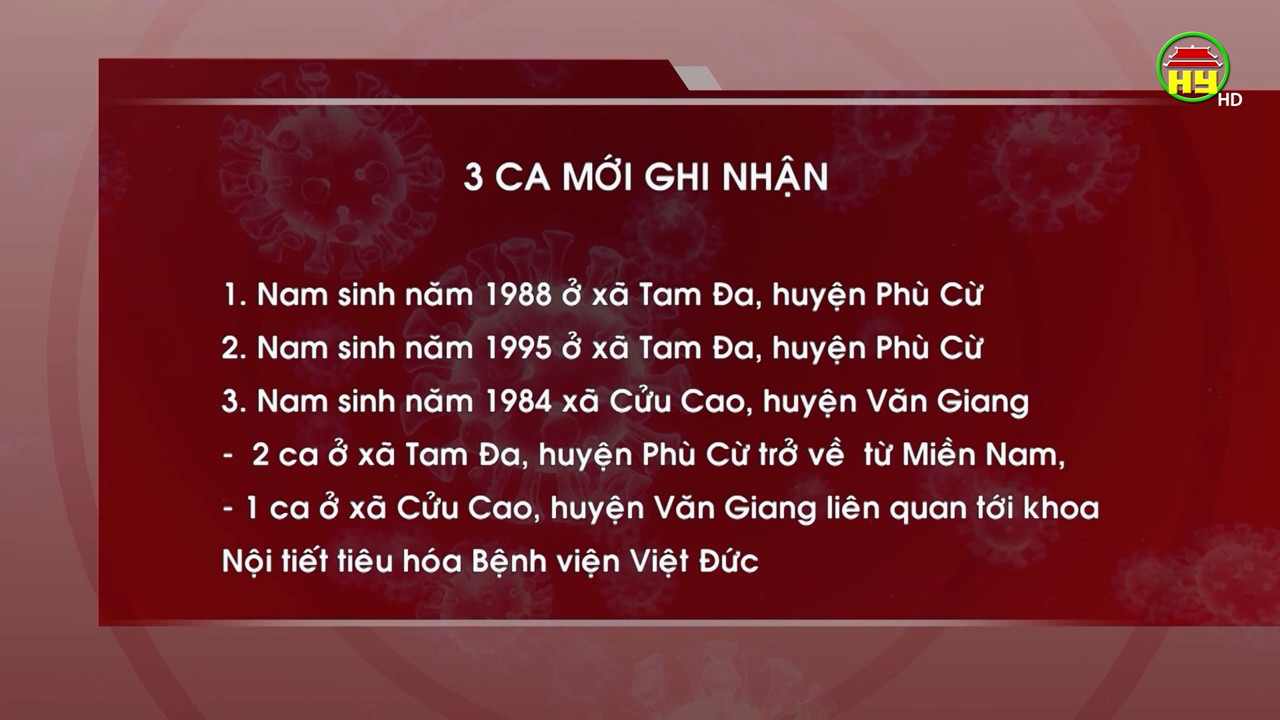 HY
HD
3 CA MỚI GHI NHẬN
1. Nam sinh năm 1988 ở xã Tam Đa, huyện Phù Cừ
2. Nam sinh năm 1995 ở xã Tam Đa, huyện Phù Cừ
3. Nam sinh năm 1984 xã Cửu Cao, huyện Văn Giang
- 2 ca ở xã Tam Đa, huyện Phù Cừ trở về từ Miền Nam,
- 1 ca ở xã Cửu Cao, huyện Văn Giang liên quan tới khoa
Nội tiết tiêu hóa Bệnh viện Việt Đức